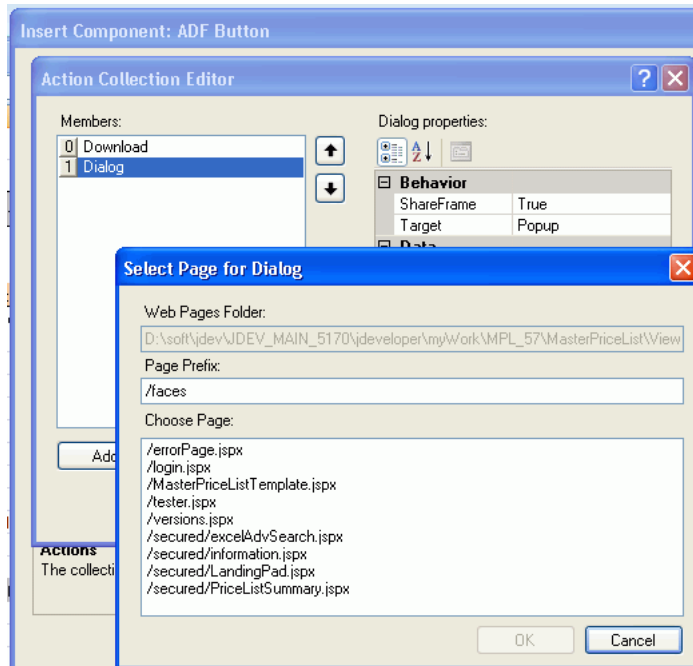 Insert Component: ADF Button
Action Collection Editor
Members:
0 Download
1 Dialog
Dialog properties:
Behavior
ShareFrame True
Target Popup
Select Page for Dialog
Web Pages Folder:
D:\soft\jdev\JDEV_MAIN_5170\jdeveloper\myWork\MPL_57\MasterPriceList\View
Page Prefix:
/faces
Choose Page:
/errorPage.jspx
/login.jspx
/MasterPriceListTemplate.jspx
/tester.jspx
/versions.jspx
/secured/excelAdvSearch.jspx
/secured/information.jspx
/secured/LandingPad.jspx
/secured/PriceListSummary.jspx
Add
Actions
The collecti
OK Cancel